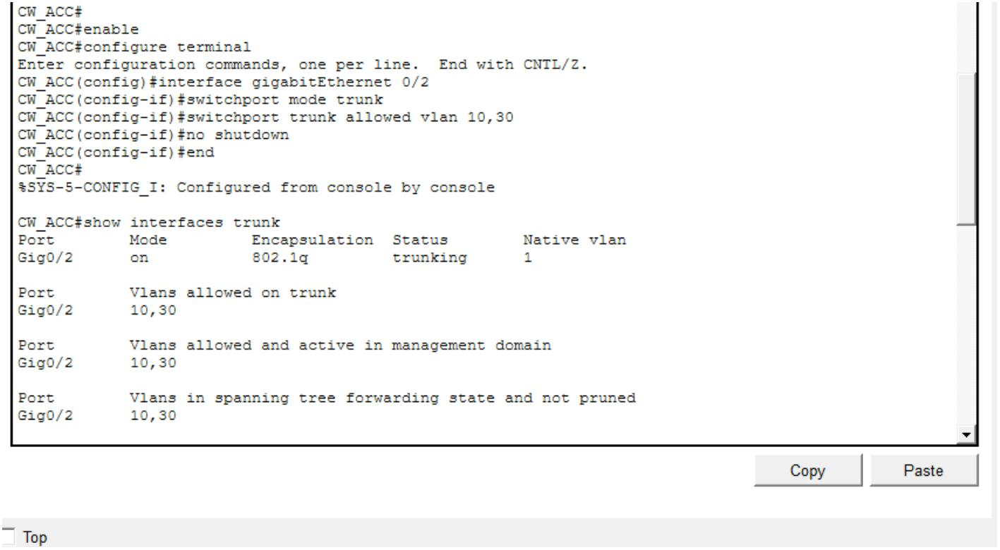 CW_ACC#
CW_ACC#enable
CW_ACC#configure terminal
Enter configuration commands, one per line.  End with CNTL/Z.
CW_ACC(config)#interface gigabitEthernet 0/2
CW_ACC(config-if)#switchport mode trunk
CW_ACC(config-if)#switchport trunk allowed vlan 10,30
CW_ACC(config-if)#no shutdown
CW_ACC(config-if)#end
CW_ACC#
%SYS-5-CONFIG_I: Configured from console by console
CW_ACC#show interfaces trunk
Port        Mode         Encapsulation  Status        Native vlan
Gig0/2      on           802.1q         trunking      1
Port        Vlans allowed on trunk
Gig0/2      10,30
Port        Vlans allowed and active in management domain
Gig0/2      10,30
Port        Vlans in spanning tree forwarding state and not pruned
Gig0/2      10,30
Copy Paste
Top